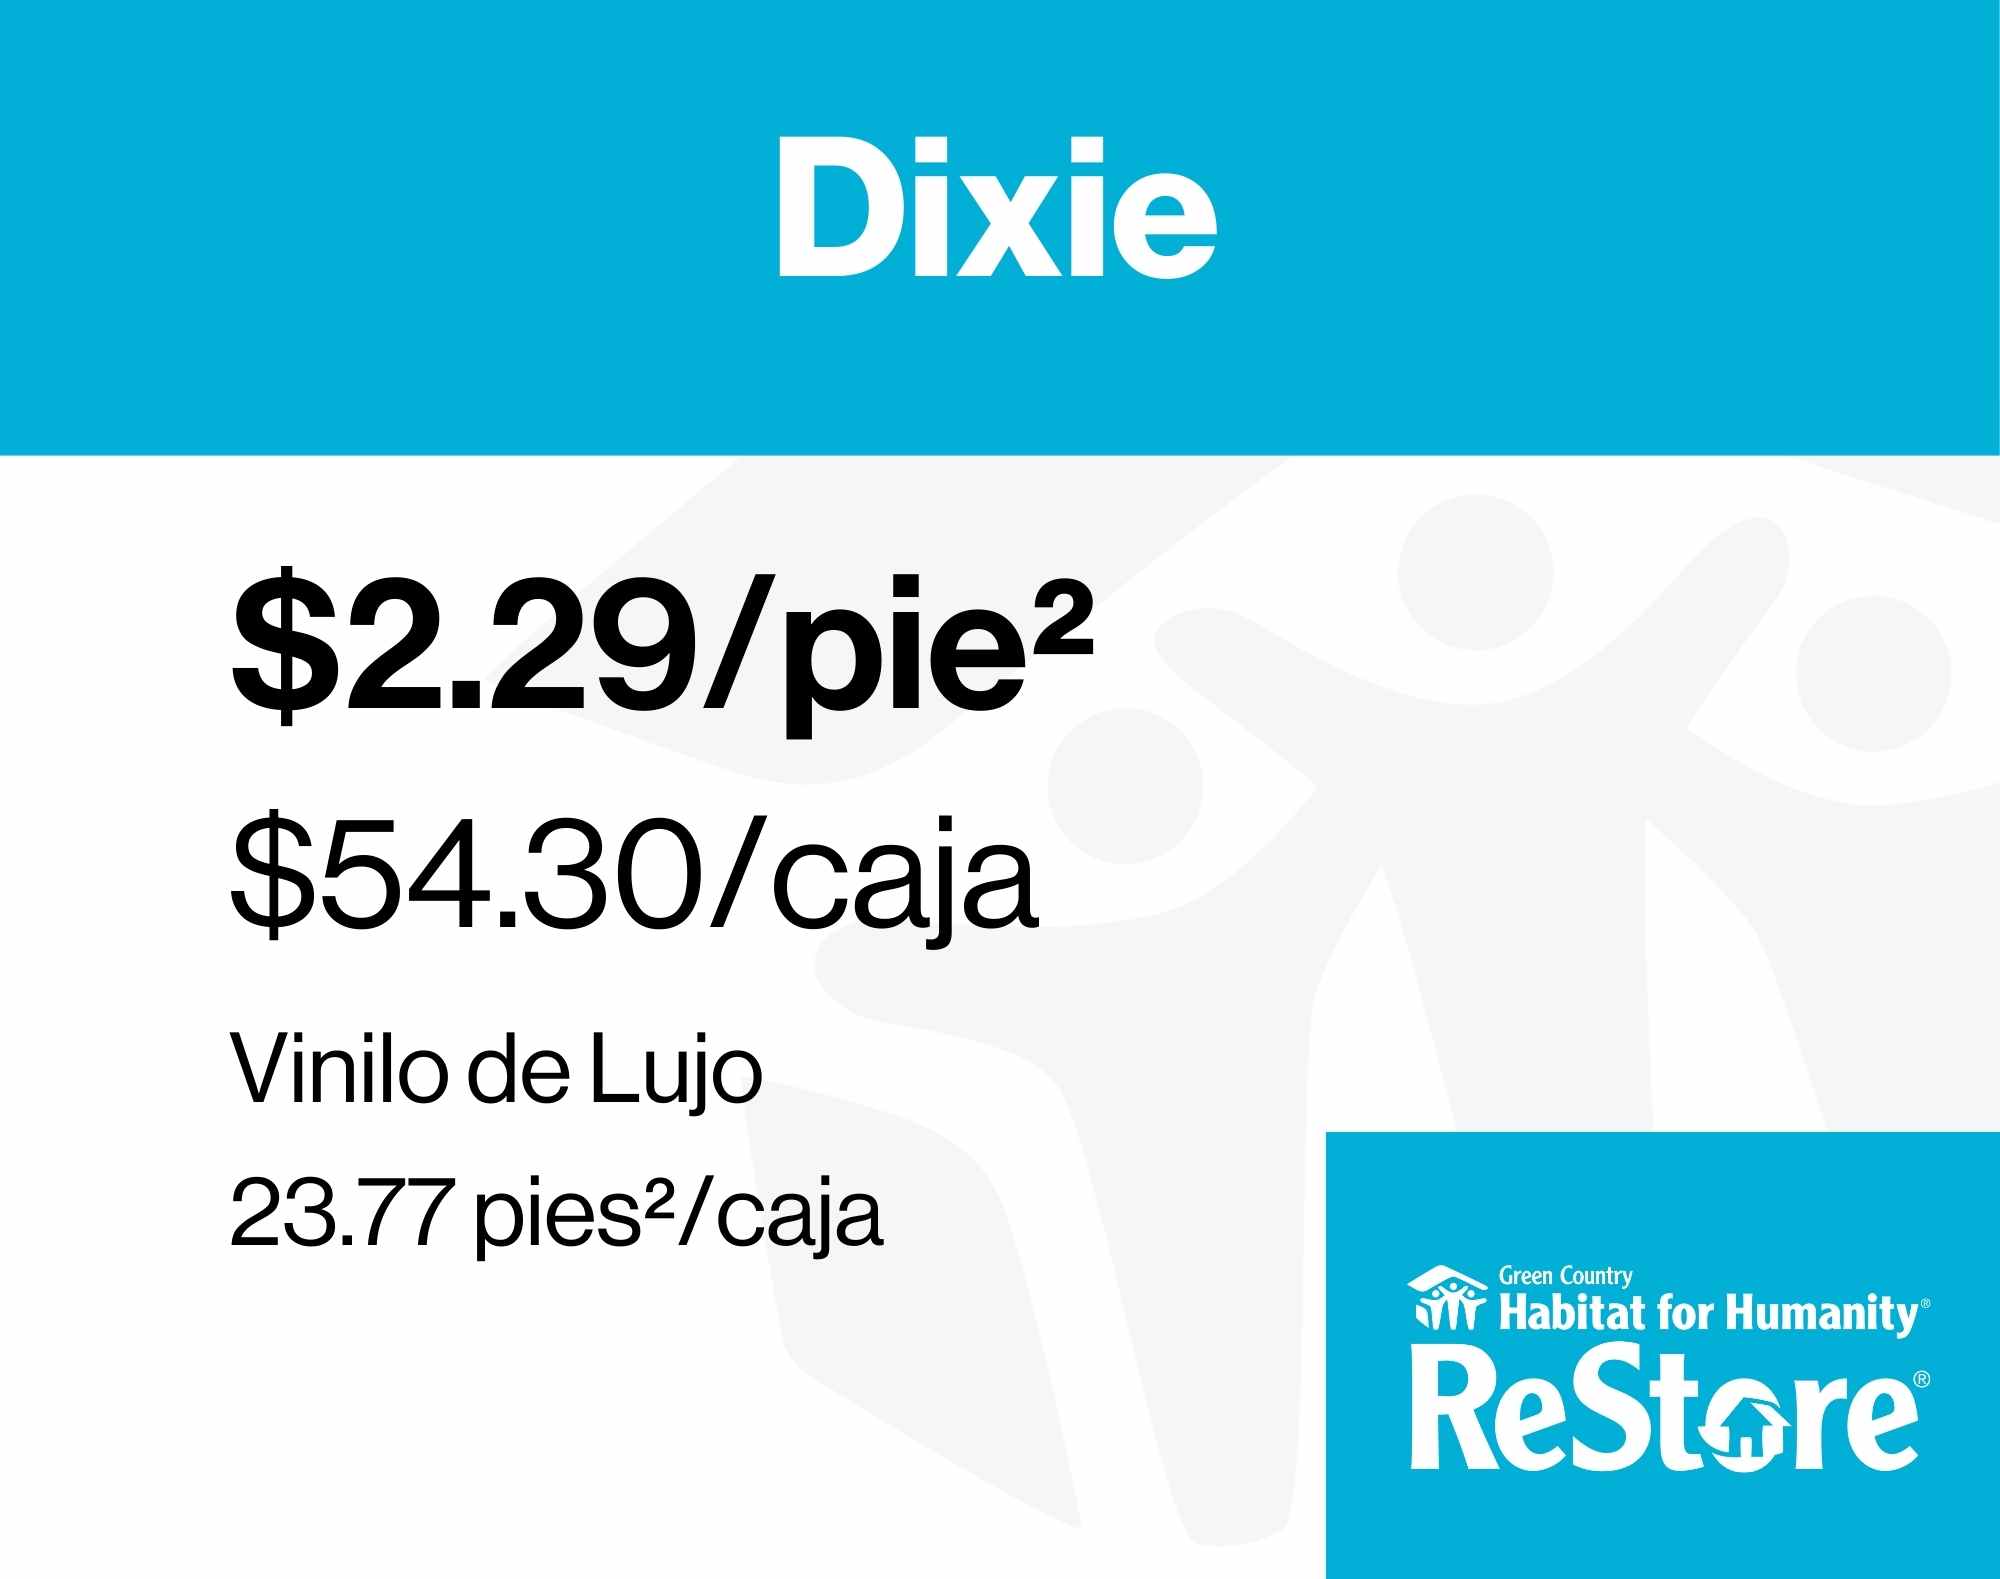 Dixie
$2.29/pie²
$54.30/caja
Vinilo de Lujo
23.77 pies²/caja
Green Country
Habitat for Humanity®
ReStore®